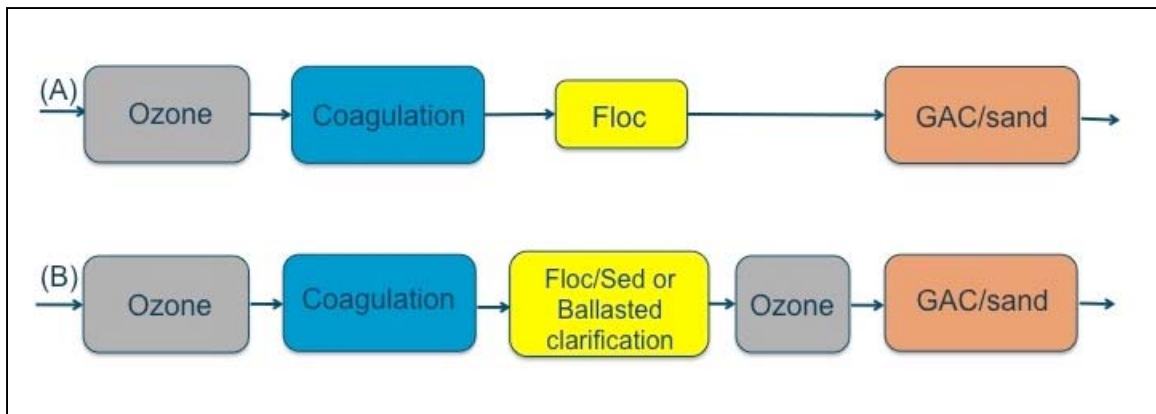 (A)
Ozone
Coagulation
Floc
GAC/sand
(B)
Ozone
Coagulation
Floc/Sed or
Ballasted
clarification
Ozone
GAC/sand